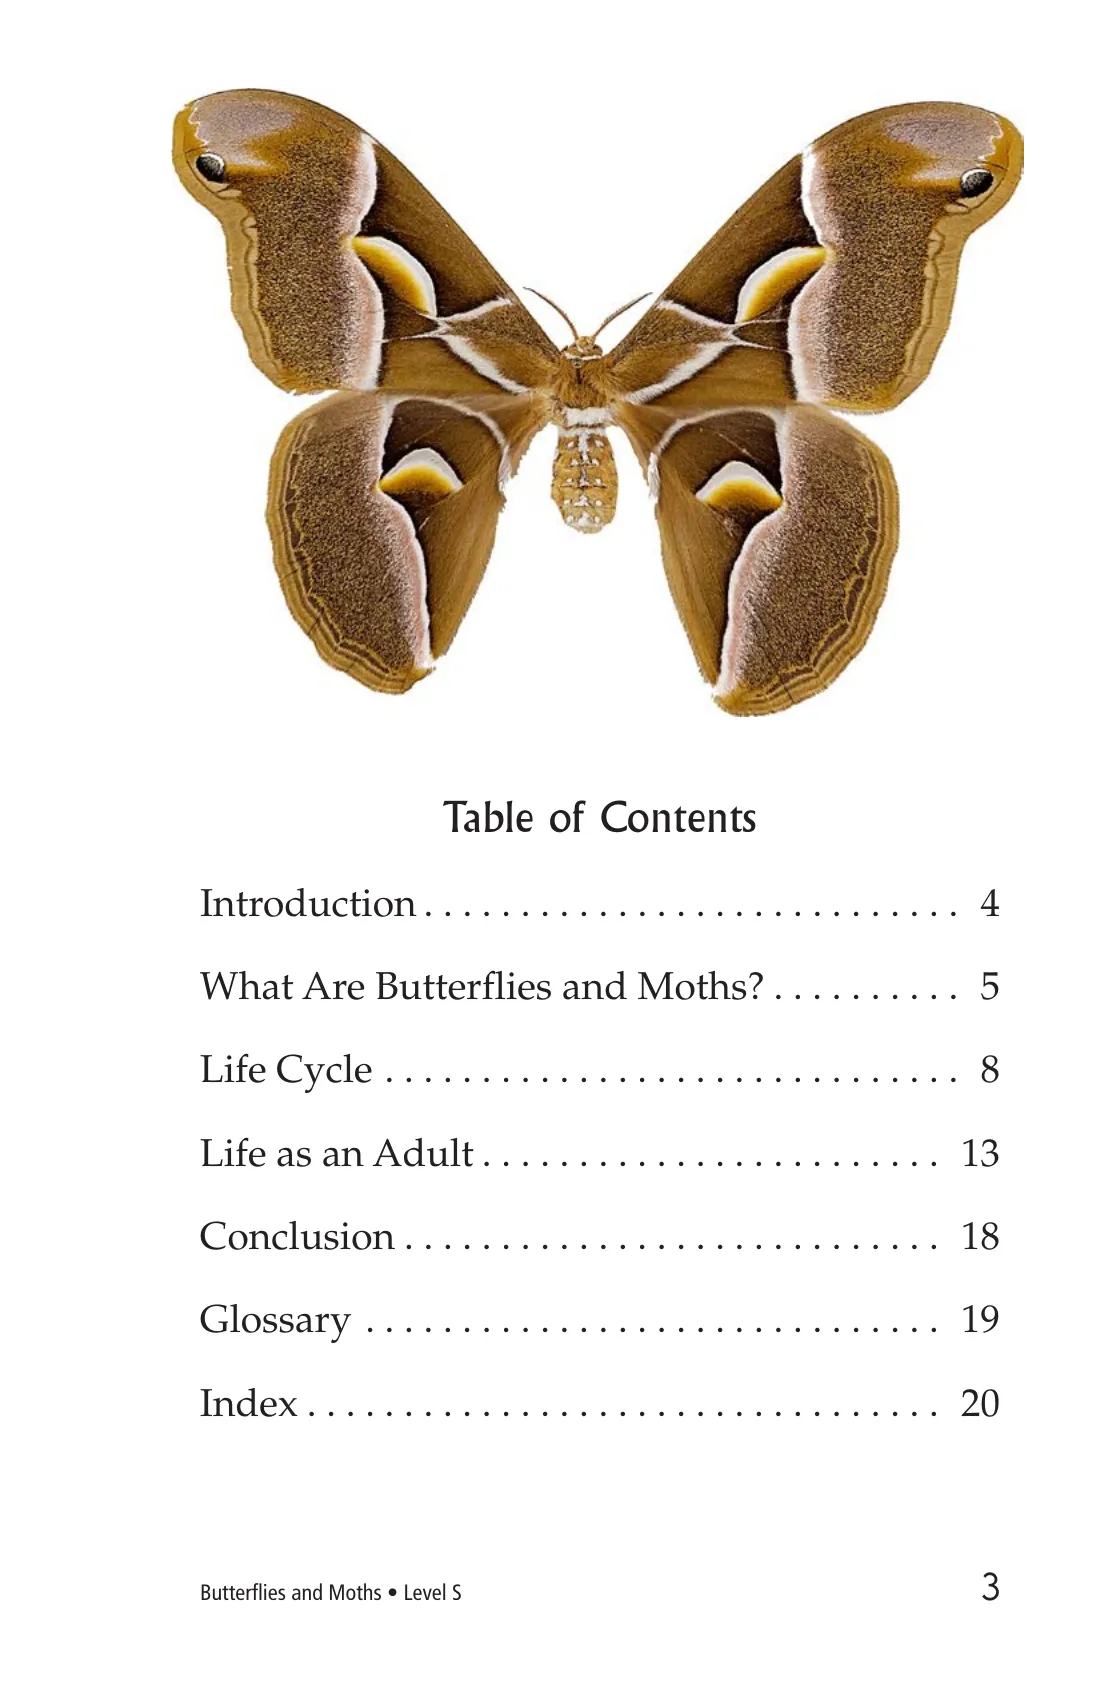 Table of Contents
Introduction . . . . . . . . . . . . . . . . . . . . . . . . . . . . 4
What Are Butterflies and Moths? . . . . . . . . . . 5
Life Cycle . . . . . . . . . . . . . . . . . . . . . . . . . . . . . . 8
Life as an Adult . . . . . . . . . . . . . . . . . . . . . . . . 13
Conclusion . . . . . . . . . . . . . . . . . . . . . . . . . . . . 18
Glossary . . . . . . . . . . . . . . . . . . . . . . . . . . . . . . 19
Index . . . . . . . . . . . . . . . . . . . . . . . . . . . . . . . . . 20
Butterflies and Moths • Level S 3